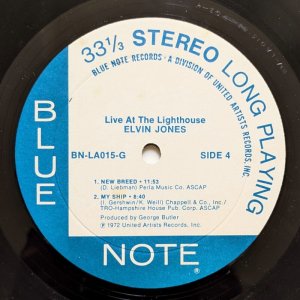 33 1/3 STEREO LONG PLAYING
BLUE NOTE RECORDS • A DIVISION OF UNITED ARTISTS RECORDS, INC.
Live At The Lighthouse
ELVIN JONES
BN-LA015-G SIDE 4
1. NEW BREED • 11:53
(D. Liebman) Perla Music Co. ASCAP
2. MY SHIP • 8:40
(I. Gershwin/K. Weill) Chappell & Co., Inc /
TRO-Hampshire House Pub. Corp. ASCAP
Produced by George Butler
Ⓟ 1972 United Artists Records, Inc.
BLUE
NOTE ®